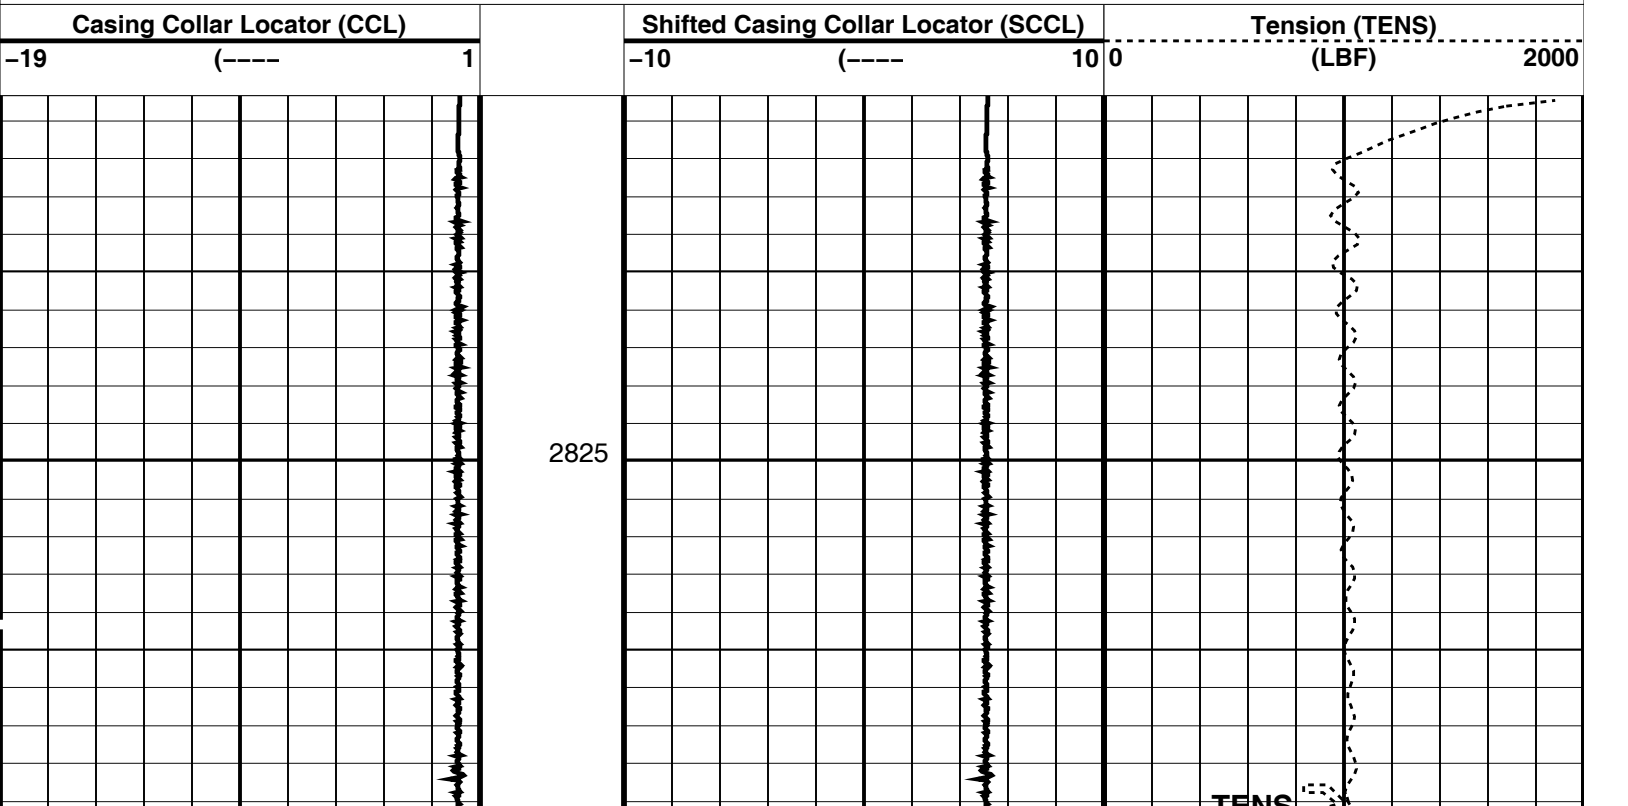 Casing Collar Locator (CCL)
−19 (−−−− 1
Shifted Casing Collar Locator (SCCL)
−10 (−−−− 10
Tension (TENS)
0 (LBF) 2000
2825
TENS